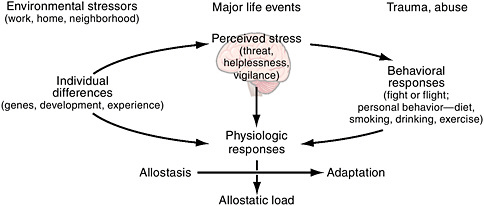 Environmental stressors
(work, home, neighborhood)
Major life events
Trauma, abuse
Perceived stress
(threat,
helplessness,
vigilance)
Individual
differences
(genes, development, experience)
Behavioral
responses
(fight or flight;
personal behavior—diet,
smoking, drinking, exercise)
Physiologic
responses
Allostasis
Adaptation
Allostatic load